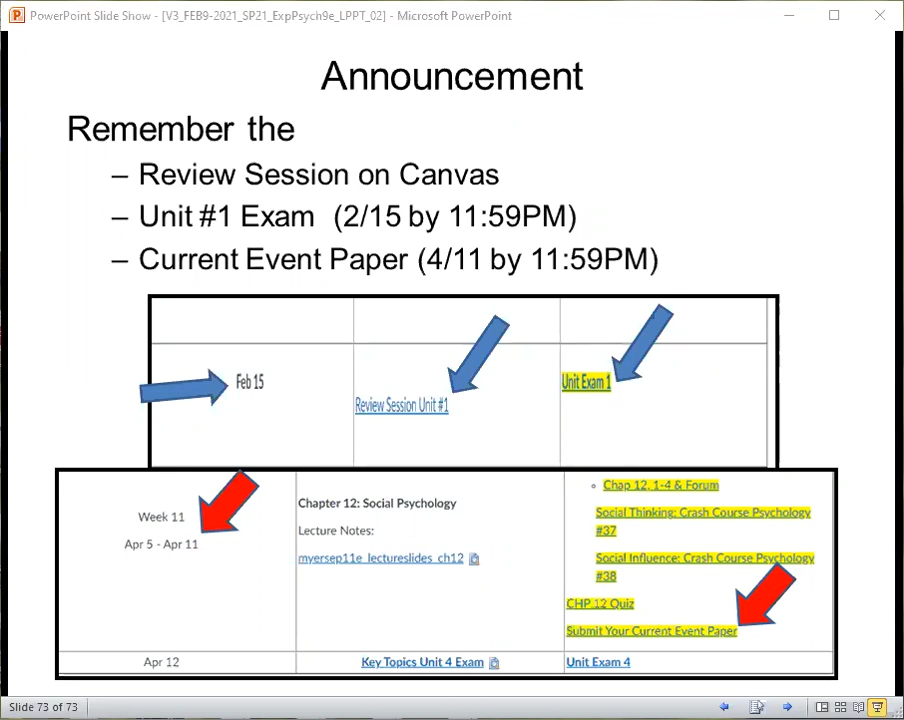 PowerPoint Slide Show - [V3_FEB9-2021_SP21_ExpPsych9e_LPPT_02] - Microsoft PowerPoint
Announcement
Remember the
– Review Session on Canvas
– Unit #1 Exam (2/15 by 11:59PM)
– Current Event Paper (4/11 by 11:59PM)
Feb 15
Review Session Unit #1
Unit Exam 1
Week 11
Apr 5 - Apr 11
Chapter 12: Social Psychology
Lecture Notes:
myersep11e_lectureslides_ch12
Chap 12, 1-4 & Forum
Social Thinking: Crash Course Psychology
#37
Social Influence: Crash Course Psychology
#38
CHP 12 Quiz
Submit Your Current Event Paper
Apr 12
Key Topics Unit 4 Exam
Unit Exam 4
Slide 73 of 73